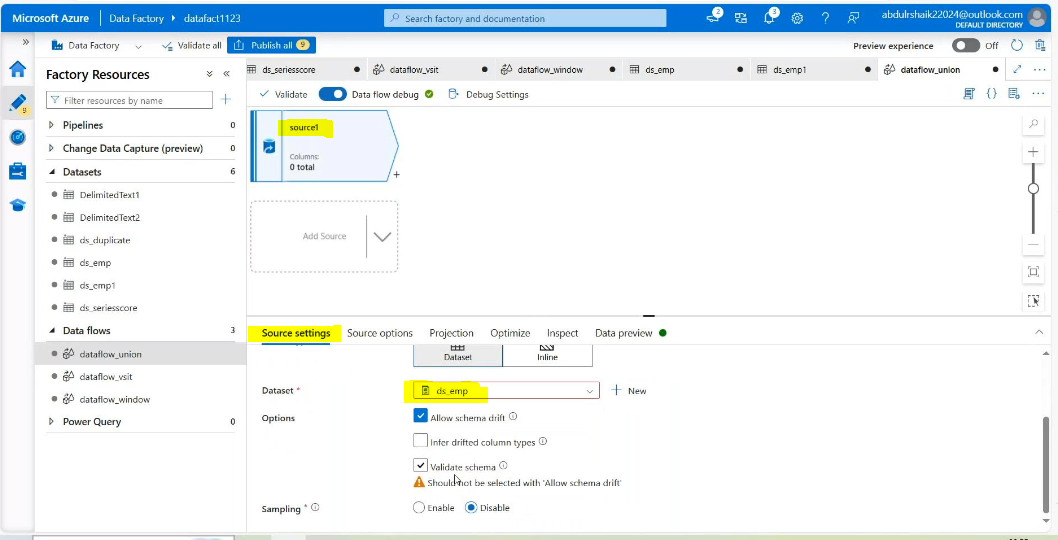 Microsoft Azure Data Factory datafact1123 Search factory and documentation 2 3 abdulrshaik22024@outlook.com
DEFAULT DIRECTORY
Data Factory Validate all Publish all 9 Preview experience Off
Factory Resources
ds_seriesscore dataflow_vsit dataflow_window ds_emp ds_emp1 dataflow_union
Filter resources by name
Validate Data flow debug Debug Settings
9
Pipelines 0
source1
Change Data Capture (preview) 0
Columns:
0 total
Datasets 6
DelimitedText1
DelimitedText2
ds_duplicate
Add Source
ds_emp
ds_emp1
ds_seriesscore
Data flows 3
Source settings Source options Projection Optimize Inspect Data preview
dataflow_union
Dataset Inline
dataflow_vsit
dataflow_window
Dataset * ds_emp New
Power Query 0
Options Allow schema drift
Infer drifted column types
Validate schema
Should not be selected with 'Allow schema drift'
Sampling * Enable Disable